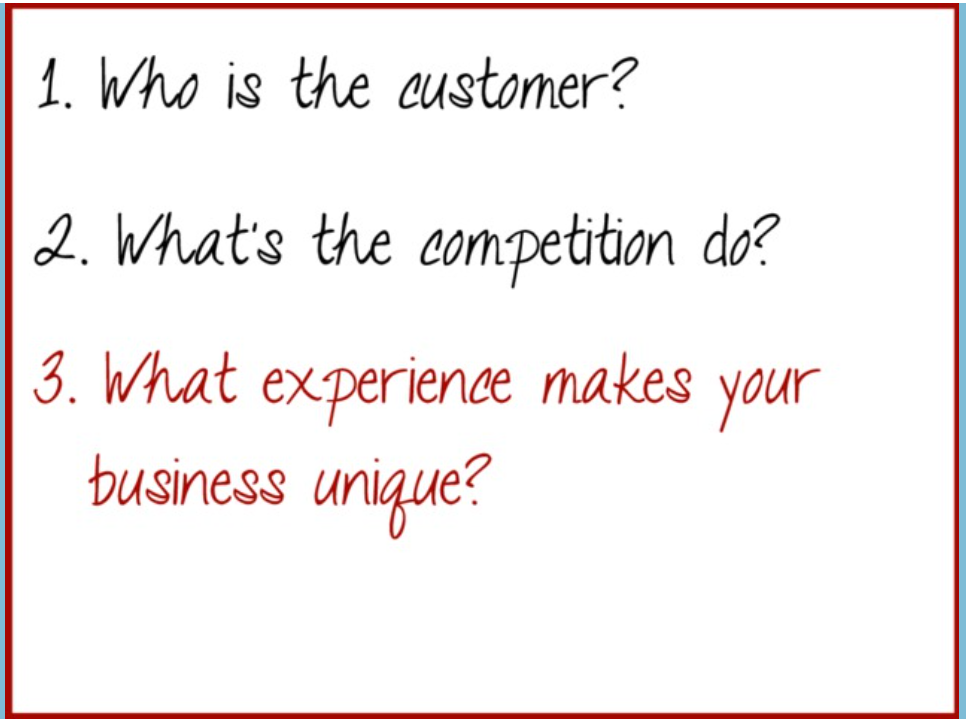 1. Who is the customer?
2. What's the competition do?
3. What experience makes your
business unique?